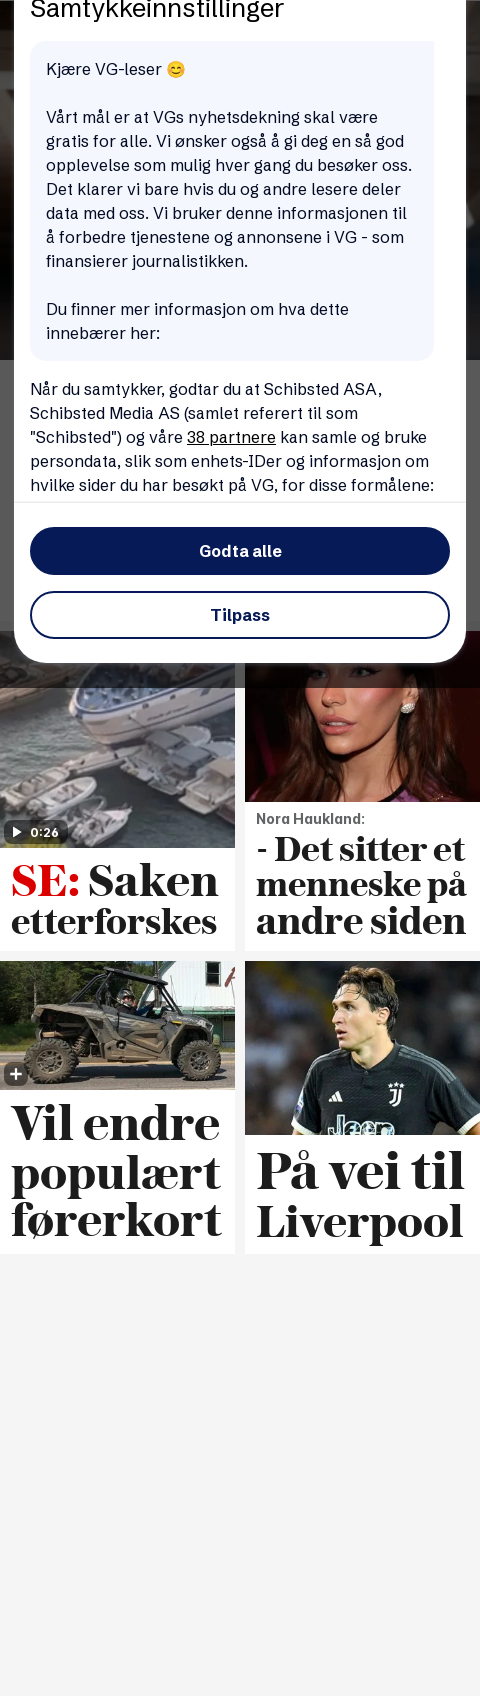 Samtykkeinnstillinger
Kjære VG-leser 😊
Vårt mål er at VGs nyhetsdekning skal være
gratis for alle. Vi ønsker også å gi deg en så god
opplevelse som mulig hver gang du besøker oss.
Det klarer vi bare hvis du og andre lesere deler
data med oss. Vi bruker denne informasjonen til
å forbedre tjenestene og annonsene i VG - som
finansierer journalistikken.
Du finner mer informasjon om hva dette
innebærer her:
Når du samtykker, godtar du at Schibsted ASA,
Schibsted Media AS (samlet referert til som
"Schibsted") og våre 38 partnere kan samle og bruke
persondata, slik som enhets-IDer og informasjon om
hvilke sider du har besøkt på VG, for disse formålene:
Godta alle
Tilpass
0:26
SE: Saken
etterforskes
Nora Haukland:
- Det sitter et
menneske på
andre siden
Vil endre
populært
førerkort
Jeep
På vei til
Liverpool